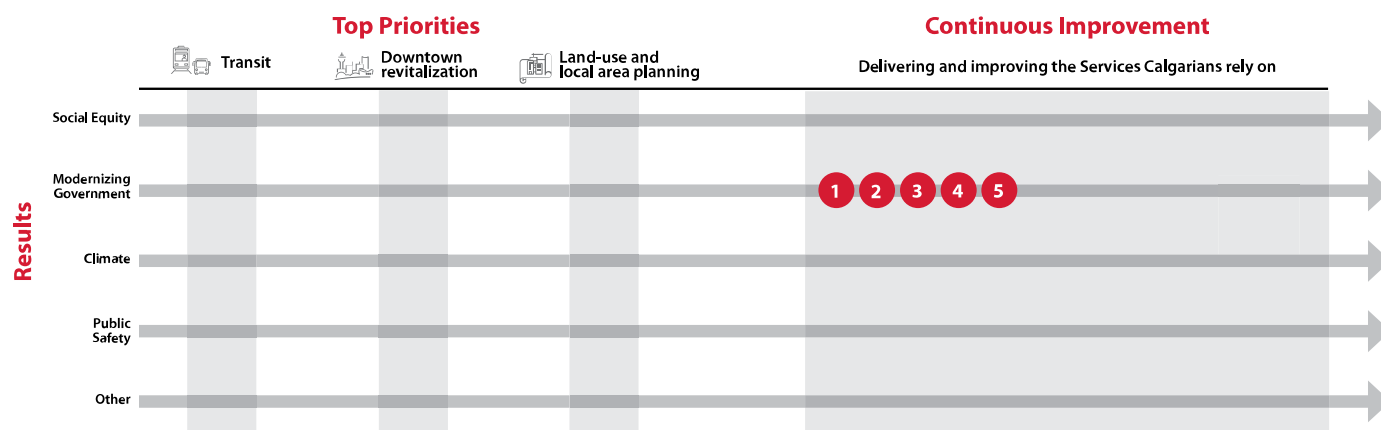 Top Priorities
Continuous Improvement
Transit
Downtown
revitalization
Land-use and
local area planning
Delivering and improving the Services Calgarians rely on
Results
Social Equity
Modernizing
Government
1 2 3 4 5
Climate
Public
Safety
Other